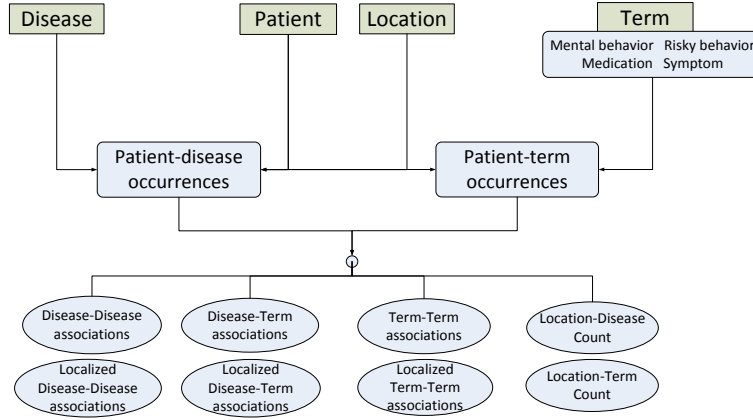 Disease
Patient
Location
Term
Mental behavior Risky behavior
Medication Symptom
Patient-disease
occurrences
Patient-term
occurrences
Disease-Disease
associations
Disease-Term
associations
Term-Term
associations
Location-Disease
Count
Localized
Disease-Disease
associations
Localized
Disease-Term
associations
Localized
Term-Term
associations
Location-Term
Count